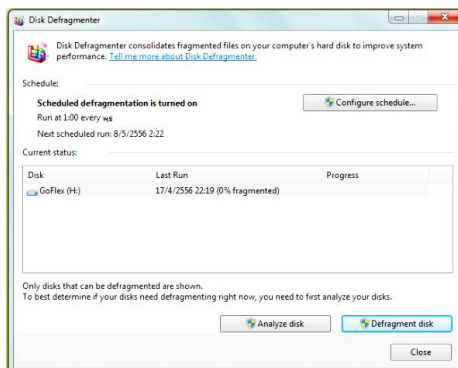 Disk Defragmenter
Disk Defragmenter consolidates fragmented files on your computer's hard disk to improve system
performance. Tell me more about Disk Defragmenter.
Schedule:
Scheduled defragmentation is turned on
Configure schedule...
Run at 1:00 every พุธ
Next scheduled run: 8/5/2556 2:22
Current status:
Disk Last Run Progress
GoFlex (H:) 17/4/2556 22:19 (0% fragmented)
Only disks that can be defragmented are shown.
To best determine if your disks need defragmenting right now, you need to first analyze your disks.
Analyze disk Defragment disk
Close